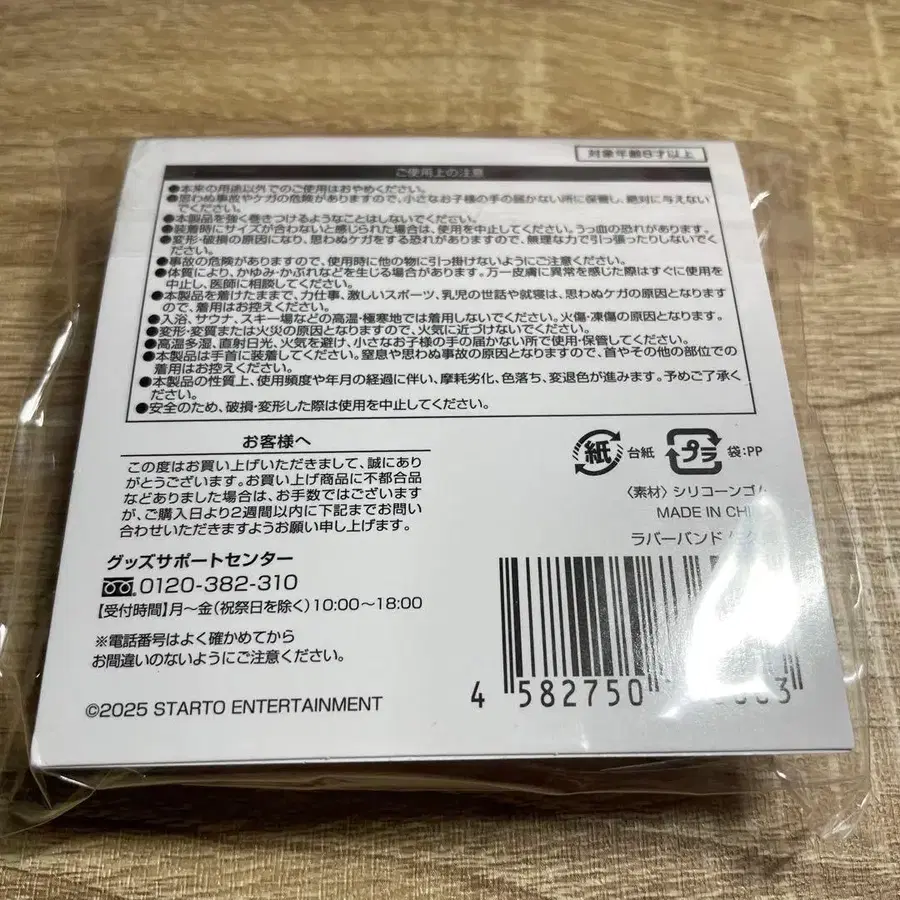 対象年齢6才以上
ご使用上の注意
●本来の用途以外でのご使用はおやめください。
●思わぬ事故やケガの危険がありますので、小さなお子様の手の届かない所に保管し、絶対に与えない
でください。
●本製品を強く巻きつけるようなことはしないでください。
●装着時にサイズが合わないと感じられた場合は、使用を中止してください。うっ血の恐れがあります。
●変形・破損の原因になり、思わぬケガをする恐れがありますので、無理な力で引っ張ったりしないでく
ださい。
●事故の危険がありますので、使用時に他の物に引っ掛けないようにご注意ください。
●体質により、かゆみ・かぶれなどを生じる場合があります。万一皮膚に異常を感じた際はすぐに使用を
中止し、医師に相談してください。
●本製品を着けたままで、力仕事、激しいスポーツ、乳児の世話や就寝は、思わぬケガの原因となります
ので、着用はお控えください。
●入浴、サウナ、スキー場などの高温・極寒地では着用しないでください。火傷・凍傷の原因となります。
●変形・変質または火災の原因となりますので、火気に近づけないでください。
●高温多湿、直射日光、火気を避け、小さなお子様の手の届かない所で使用・保管してください。
●本製品は手首に装着してください。窒息や思わぬ事故の原因となりますので、首やその他の部位での
着用はお控えください。
●本製品の性質上、使用頻度や年月の経過に伴い、摩耗劣化、色落ち、変退色が進みます。予めご了承く
ださい。
●安全のため、破損・変形した際は使用を中止してください。
お客様へ
この度はお買い上げいただきまして、誠にあり
がとうございます。お買い上げ商品に不都合品
などありました場合は、お手数ではございます
が、ご購入日より2週間以内に下記までお問い
合わせいただきますようお願い申し上げます。
グッズサポートセンター
0120-382-310
【受付時間】月～金(祝祭日を除く)10:00～18:00
※電話番号はよく確かめてから
お間違いのないようにご注意ください。
©2025 STARTO ENTERTAINMENT
紙 台紙 プラ 袋:PP
〈素材〉シリコーンゴム
MADE IN
ラバーバンド
4 582750